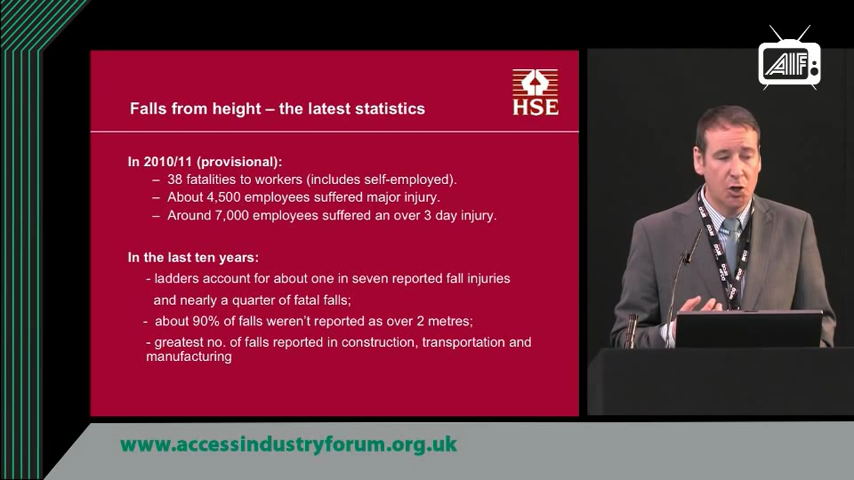 AIF
HSE
Falls from height – the latest statistics
In 2010/11 (provisional):
– 38 fatalities to workers (includes self-employed).
– About 4,500 employees suffered major injury.
– Around 7,000 employees suffered an over 3 day injury.
In the last ten years:
- ladders account for about one in seven reported fall injuries
and nearly a quarter of fatal falls;
- about 90% of falls weren't reported as over 2 metres;
- greatest no. of falls reported in construction, transportation and
manufacturing
www.accessindustryforum.org.uk